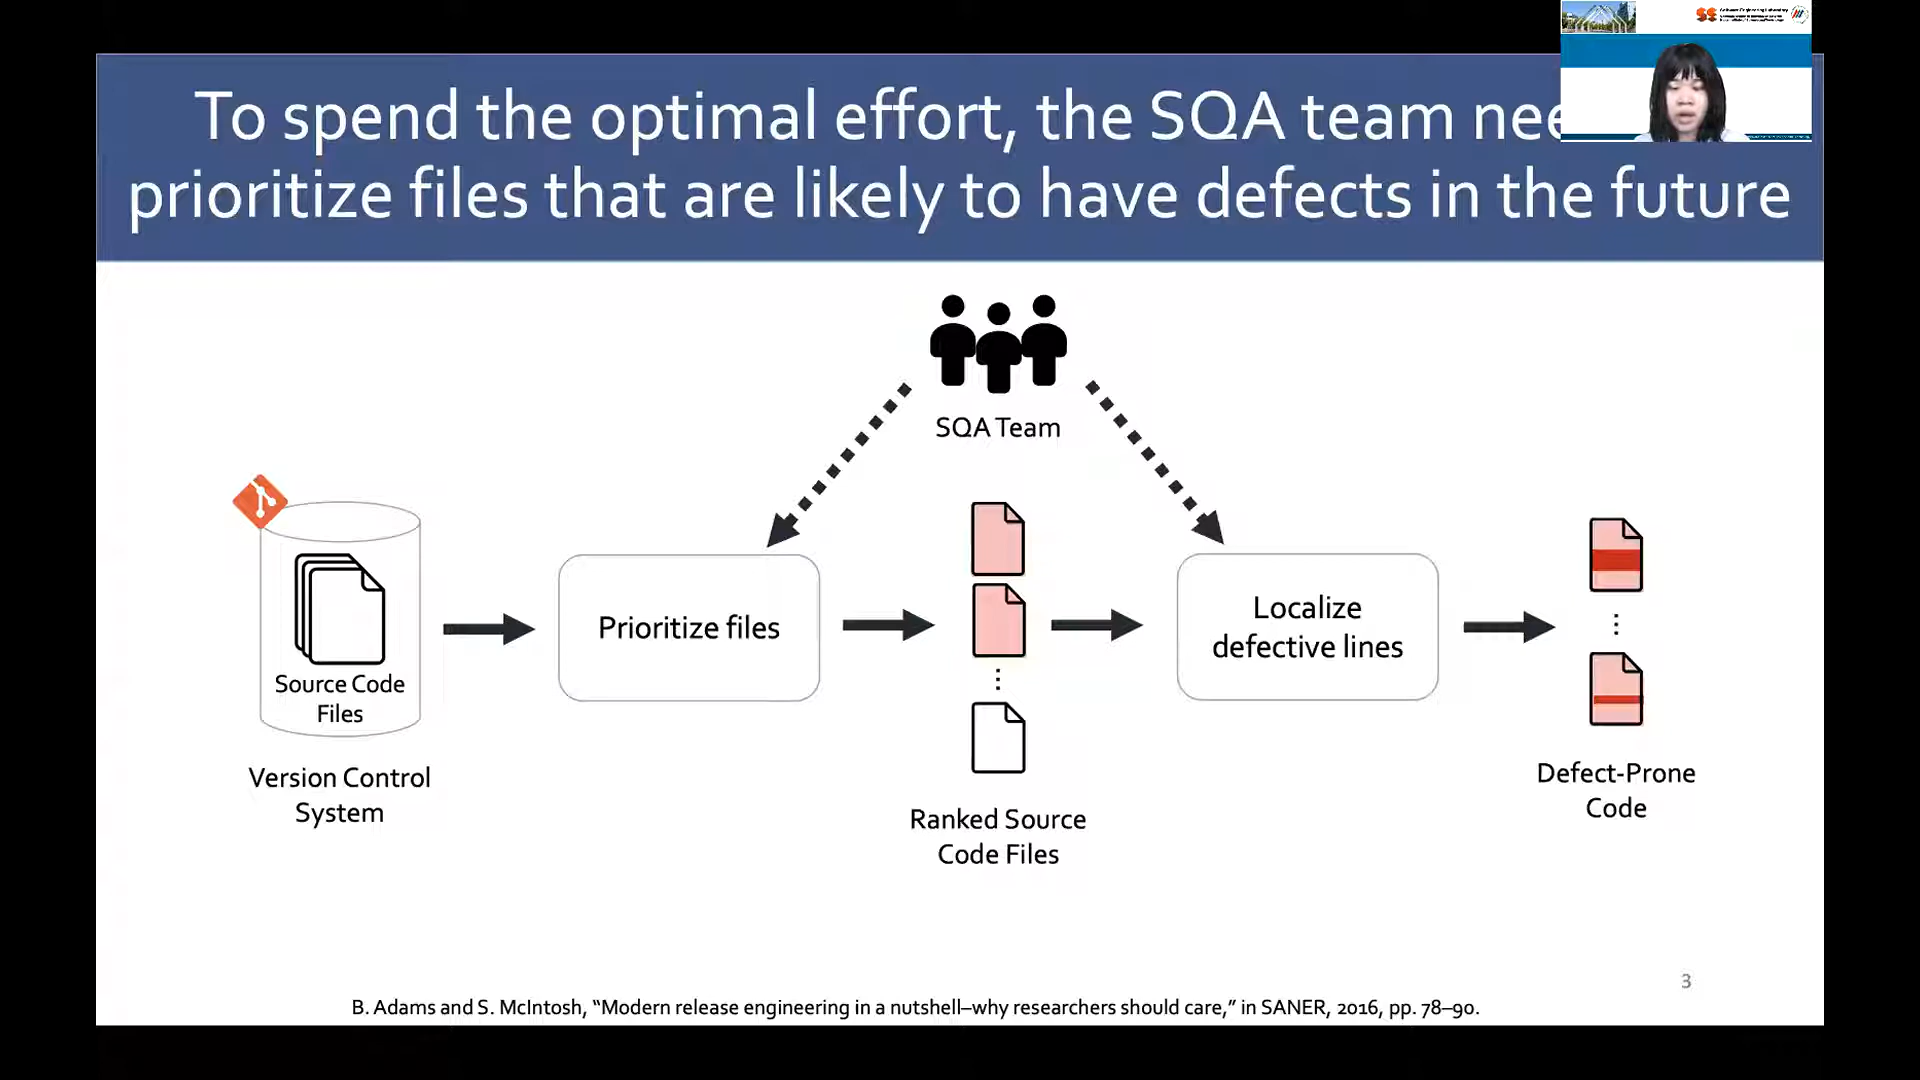 To spend the optimal effort, the SQA team
prioritize files that are likely to have defects in the future
SQA Team
Prioritize files
Localize
defective lines
Source Code
Files
Version Control
System
Ranked Source
Code Files
Defect-Prone
Code
3
B. Adams and S. McIntosh, “Modern release engineering in a nutshell–why researchers should care,” in SANER, 2016, pp. 78–90.
Software Engineering Laboratory